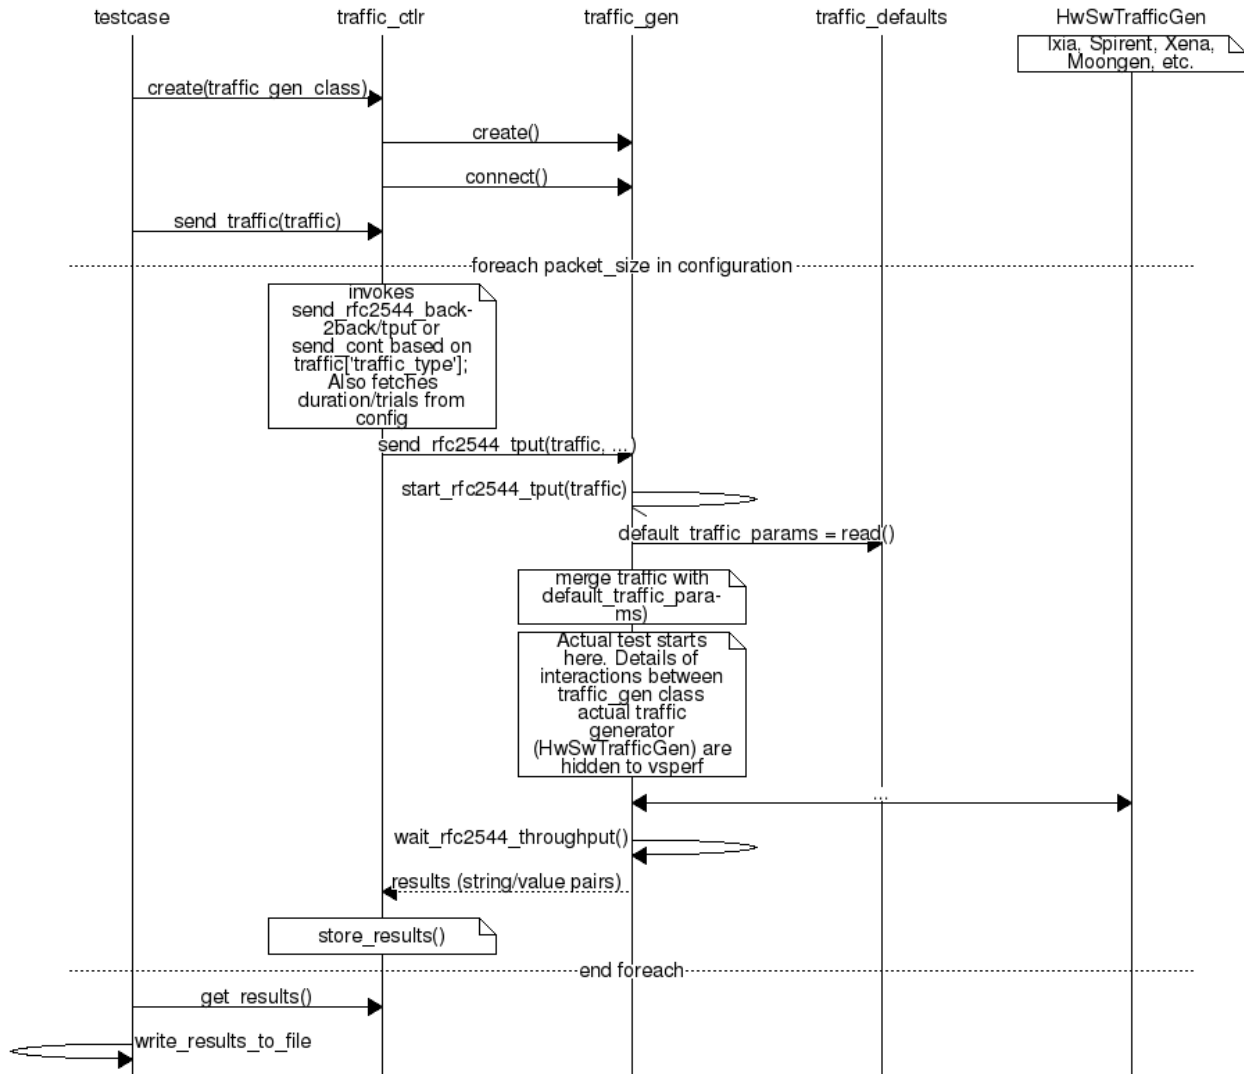 testcase
traffic_ctlr
traffic_gen
traffic_defaults
HwSwTrafficGen
Ixia, Spirent, Xena,
Moongen, etc.
create(traffic_gen_class)
create()
connect()
send_traffic(traffic)
foreach packet_size in configuration
invokes
send_rfc2544_back-
2back/tput or
send_cont based on
traffic['traffic_type'];
Also fetches
duration/trials from
config
send_rfc2544_tput(traffic, ...)
start_rfc2544_tput(traffic)
default_traffic_params = read()
merge traffic with
default_traffic_para-
ms)
Actual test starts
here. Details of
interactions between
traffic_gen class
actual traffic
generator
(HwSwTrafficGen) are
hidden to vsperf
...
wait_rfc2544_throughput()
results (string/value pairs)
store_results()
end foreach
get_results()
write_results_to_file